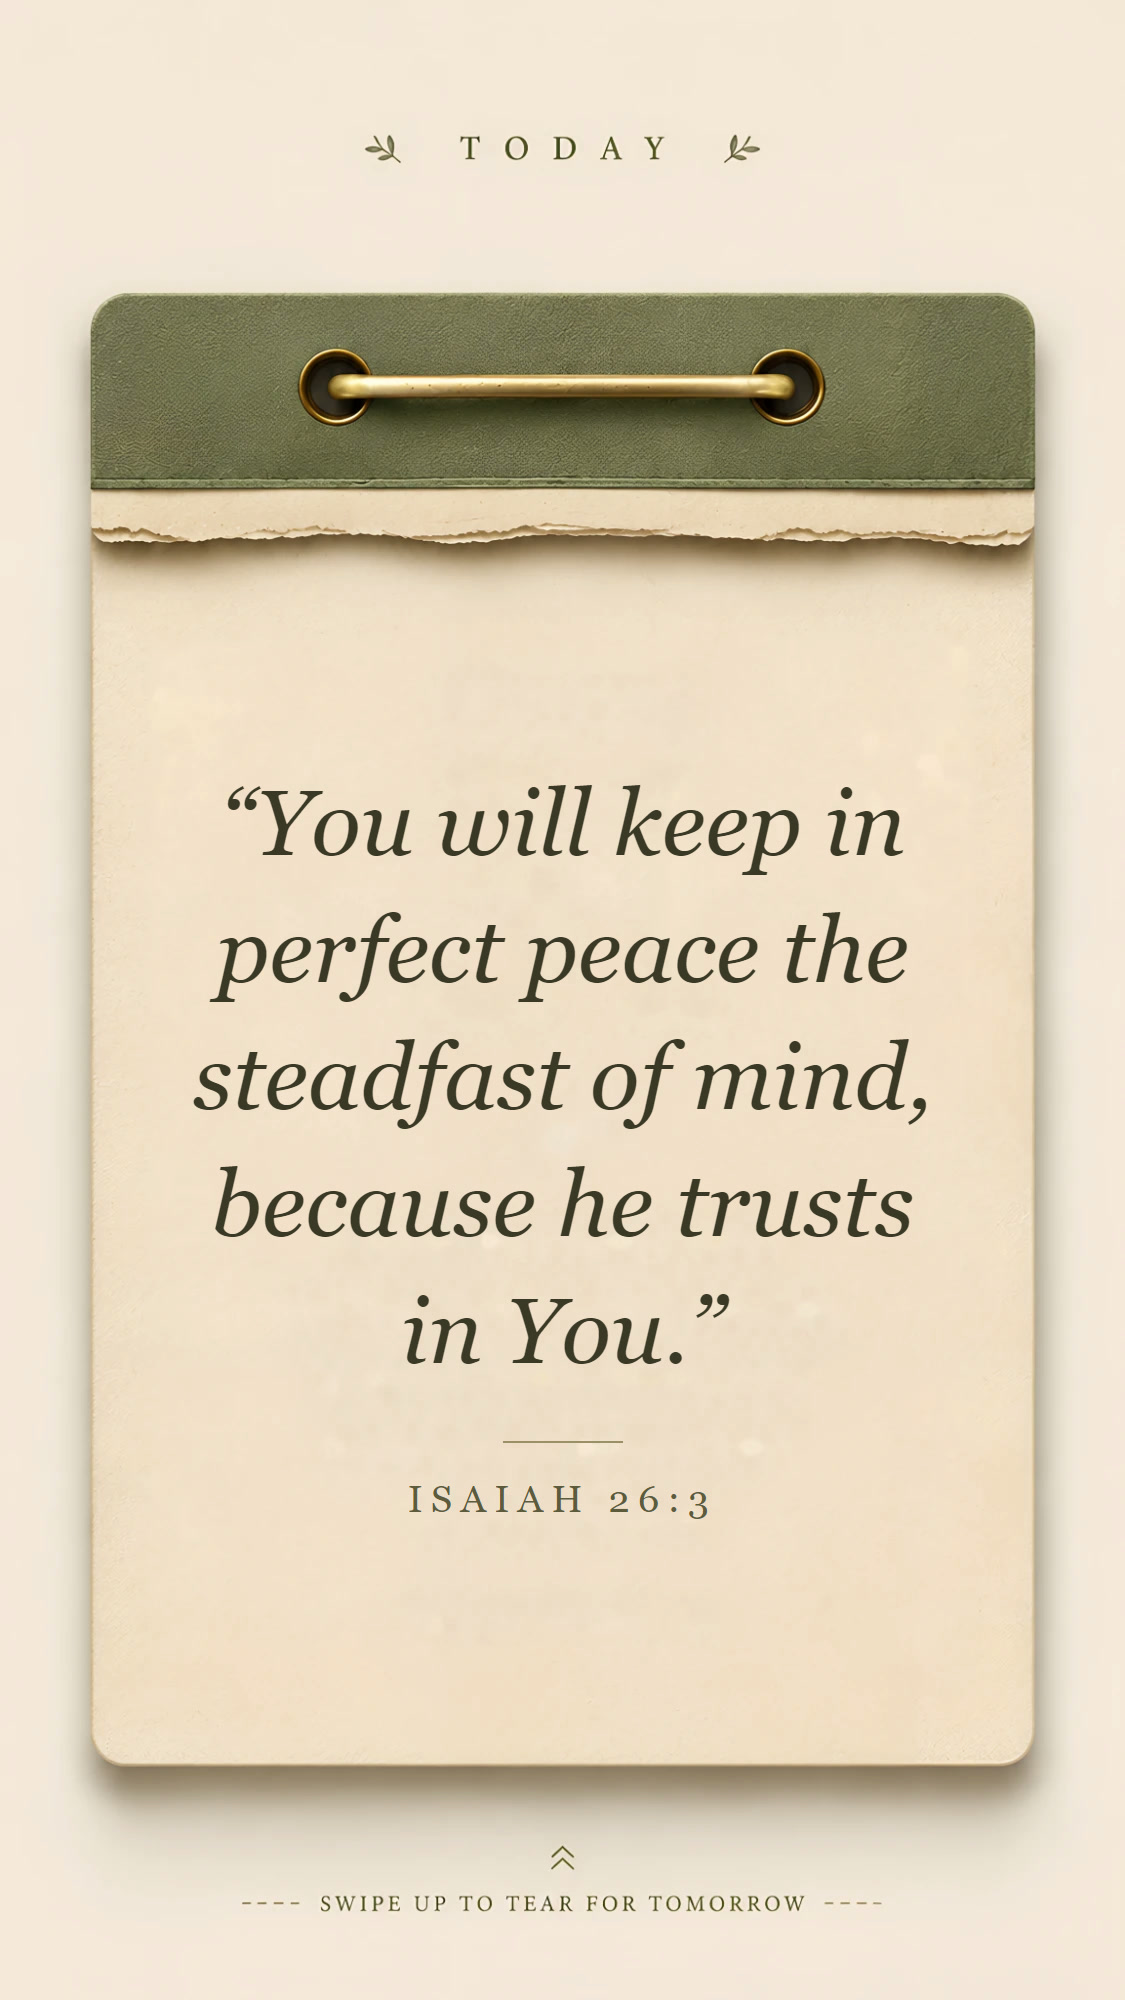 TODAY
“You will keep in
perfect peace the
steadfast of mind,
because he trusts
in You.”
ISAIAH 26:3
SWIPE UP TO TEAR FOR TOMORROW